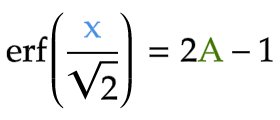 erf(x/√2) = 2A − 1